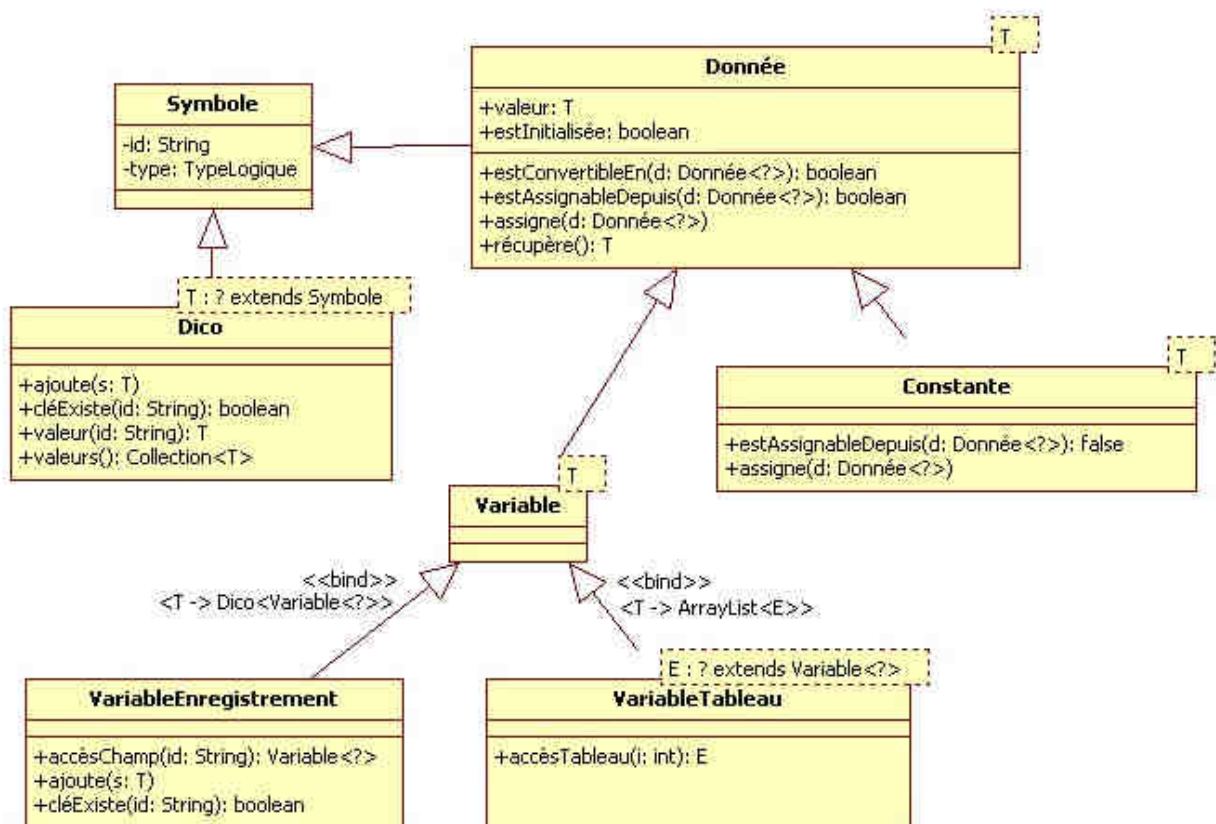 T
Donnée
+valeur: T
+estInitialisée: boolean
+estConvertibleEn(d: Donnée<?>): boolean
+estAssignableDepuis(d: Donnée<?>): boolean
+assigne(d: Donnée<?>)
+récupère(): T
Symbole
-id: String
-type: TypeLogique
T : ? extends Symbole
Dico
+ajoute(s: T)
+cléExiste(id: String): boolean
+valeur(id: String): T
+valeurs(): Collection<T>
T
Constante
+estAssignableDepuis(d: Donnée<?>): false
+assigne(d: Donnée<?>)
T
Variable
<<bind>>
<T -> Dico<Variable<?>>
<<bind>>
<T -> ArrayList<E>>
VariableEnregistrement
+accèsChamp(id: String): Variable<?>
+ajoute(s: T)
+cléExiste(id: String): boolean
E : ? extends Variable<?>
VariableTableau
+accèsTableau(i: int): E